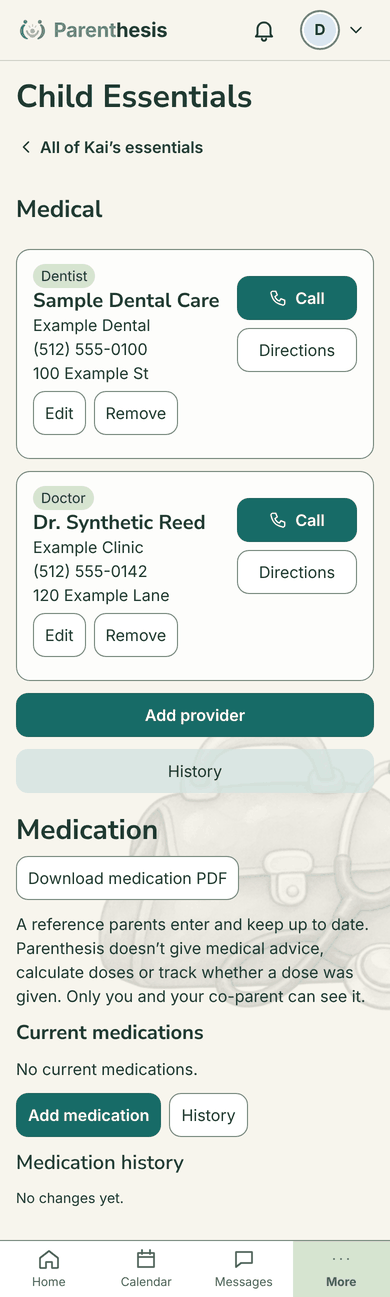 Parenthesis
D
Child Essentials
All of Kai’s essentials
Medical
Dentist
Sample Dental Care
Example Dental
(512) 555-0100
100 Example St
Call
Directions
Edit
Remove
Doctor
Dr. Synthetic Reed
Example Clinic
(512) 555-0142
120 Example Lane
Call
Directions
Edit
Remove
Add provider
History
Medication
Download medication PDF
A reference parents enter and keep up to date.
Parenthesis doesn’t give medical advice,
calculate doses or track whether a dose was
given. Only you and your co-parent can see it.
Current medications
No current medications.
Add medication
History
Medication history
No changes yet.
Home
Calendar
Messages
More